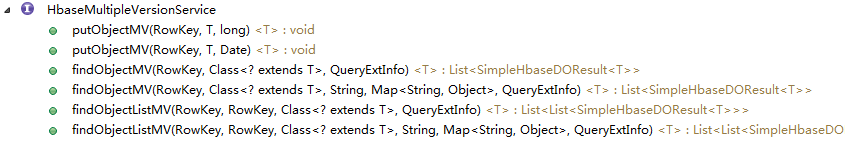 I HbaseMultipleVersionService
putObjectMV(RowKey, T, long) <T> : void
putObjectMV(RowKey, T, Date) <T> : void
findObjectMV(RowKey, Class<? extends T>, QueryExtInfo) <T> : List<SimpleHbaseDOResult<T>>
findObjectMV(RowKey, Class<? extends T>, String, Map<String, Object>, QueryExtInfo) <T> : List<SimpleHbaseDOResult<T>>
findObjectListMV(RowKey, RowKey, Class<? extends T>, QueryExtInfo) <T> : List<List<SimpleHbaseDOResult<T>>>
findObjectListMV(RowKey, RowKey, Class<? extends T>, String, Map<String, Object>, QueryExtInfo) <T> : List<List<SimpleHbaseDO